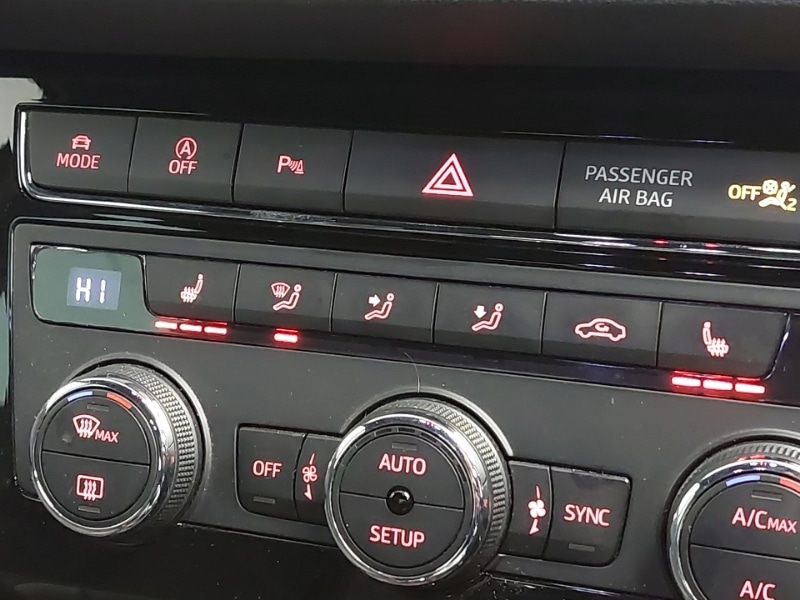 MODE
A
OFF
P
PASSENGER
AIR BAG
OFF
2
HI
MAX
OFF
AUTO
SETUP
SYNC
A/C MAX
A/C